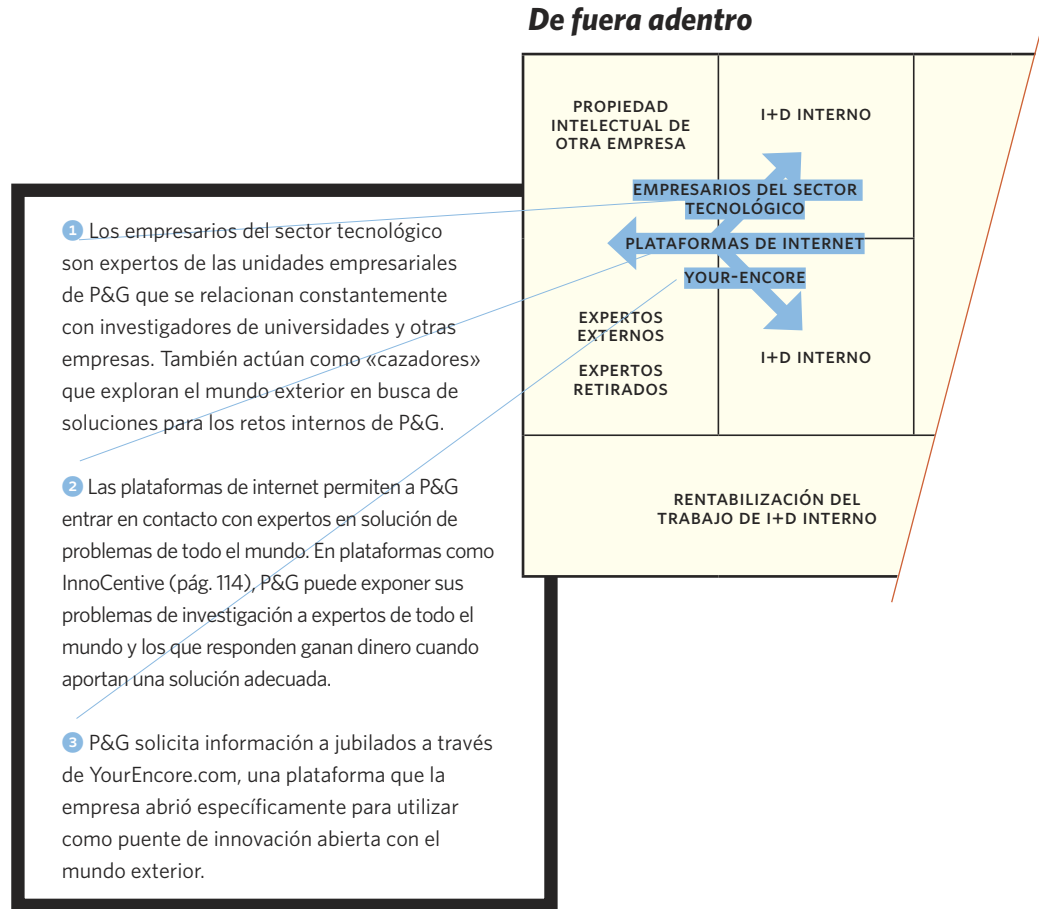 De fuera adentro
PROPIEDAD
INTELECTUAL DE
OTRA EMPRESA
I+D INTERNO
EMPRESARIOS DEL SECTOR
TECNOLÓGICO
PLATAFORMAS DE INTERNET
YOUR-ENCORE
EXPERTOS
EXTERNOS
EXPERTOS
RETIRADOS
I+D INTERNO
RENTABILIZACIÓN DEL
TRABAJO DE I+D INTERNO
1 Los empresarios del sector tecnológico
son expertos de las unidades empresariales
de P&G que se relacionan constantemente
con investigadores de universidades y otras
empresas. También actúan como «cazadores»
que exploran el mundo exterior en busca de
soluciones para los retos internos de P&G.
2 Las plataformas de internet permiten a P&G
entrar en contacto con expertos en solución de
problemas de todo el mundo. En plataformas como
InnoCentive (pág. 114), P&G puede exponer sus
problemas de investigación a expertos de todo el
mundo y los que responden ganan dinero cuando
aportan una solución adecuada.
3 P&G solicita información a jubilados a través
de YourEncore.com, una plataforma que la
empresa abrió específicamente para utilizar
como puente de innovación abierta con el
mundo exterior.